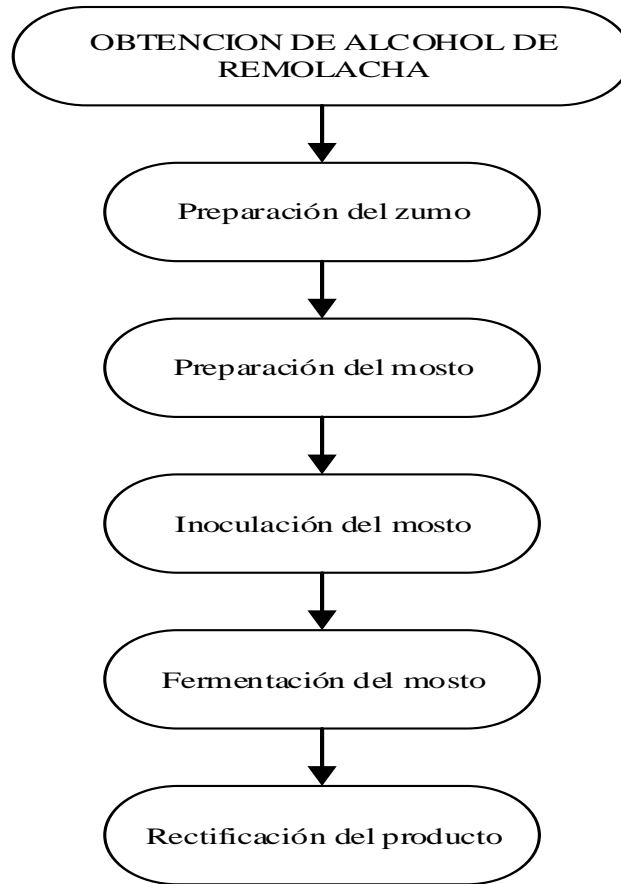 OBTENCION DE ALCOHOL DE
REMOLACHA
Preparación del zumo
Preparación del mosto
Inoculación del mosto
Fermentación del mosto
Rectificación del producto